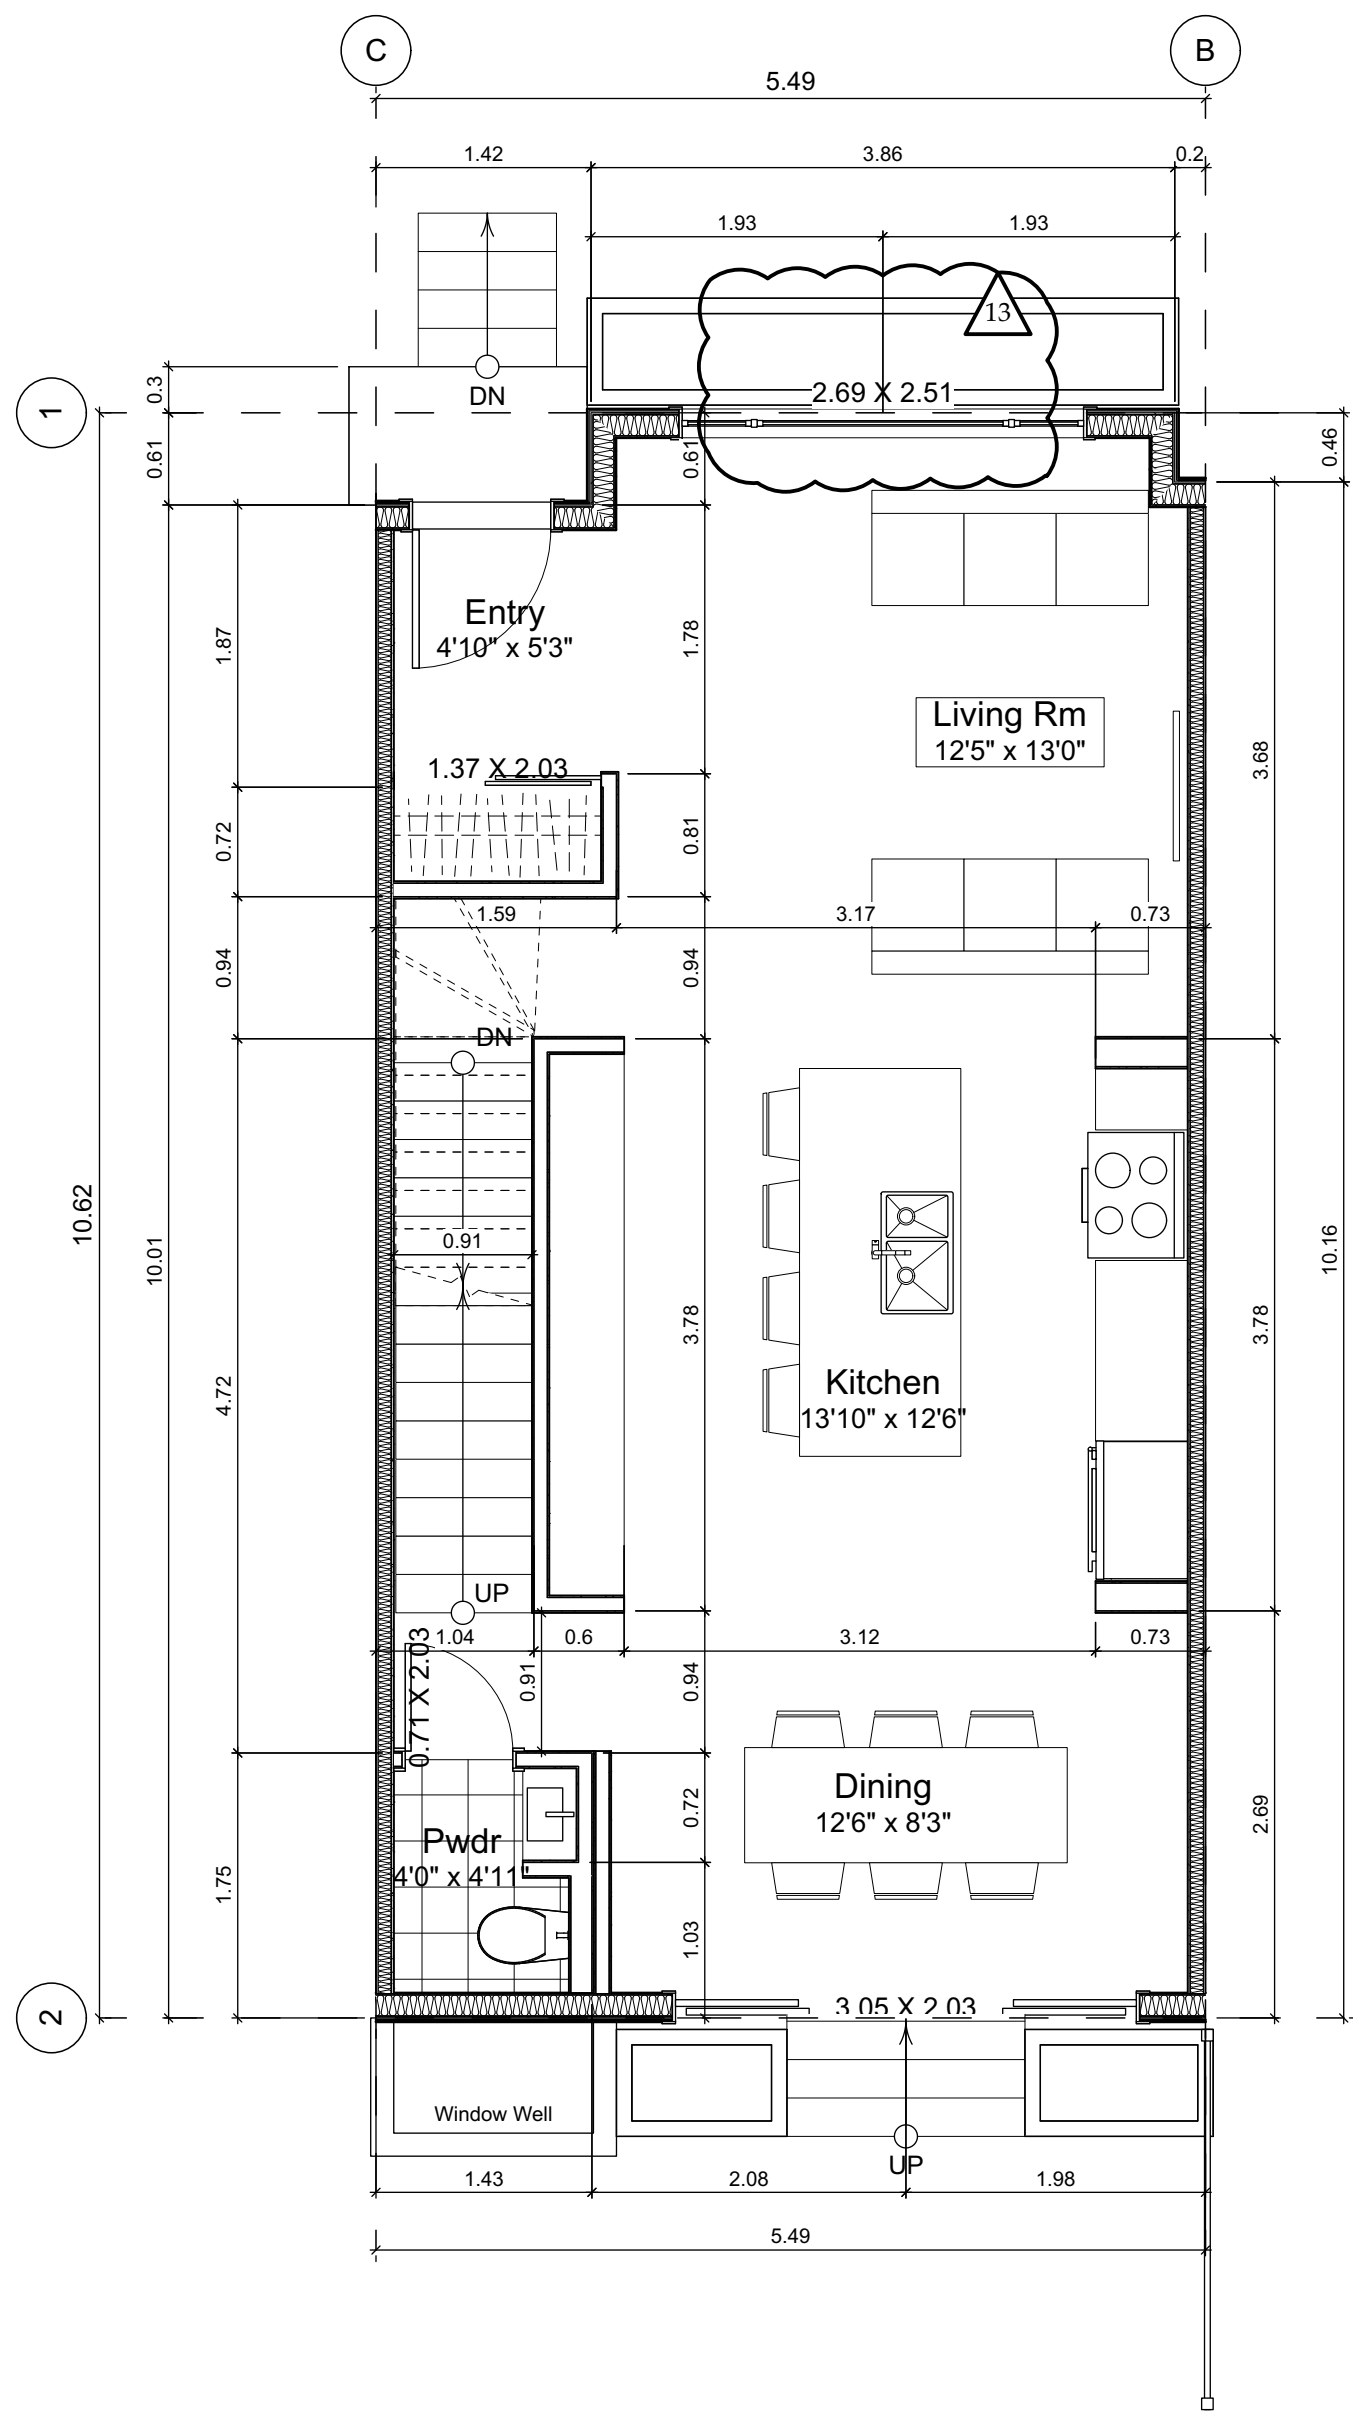 C
B
5.49
1.42
3.86
0.2
1.93
1.93
13
2.69 X 2.51
DN
1
0.3
0.61
0.61
0.46
Entry
4'10" x 5'3"
1.87
1.78
Living Rm
12'5" x 13'0"
3.68
1.37 X 2.03
0.72
0.81
1.59
3.17
0.73
0.94
0.94
DN
10.62
10.01
0.91
10.16
3.78
3.78
4.72
Kitchen
13'10" x 12'6"
UP
1.04
0.6
3.12
0.73
0.71 X 2.03
0.91
0.94
Dining
12'6" x 8'3"
0.72
2.69
Pwdr
4'0" x 4'11"
1.75
1.03
2
3.05 X 2.03
Window Well
UP
1.43
2.08
1.98
5.49